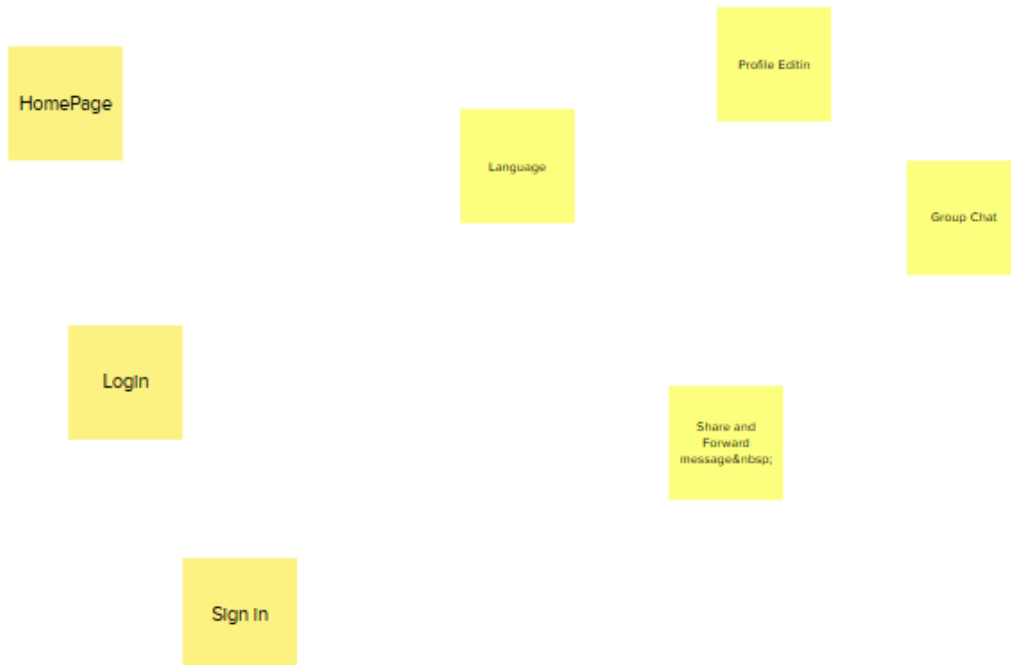 Profile Editin
HomePage
Language
Group Chat
Login
Share and
Forward
message&nbsp;
Sign in